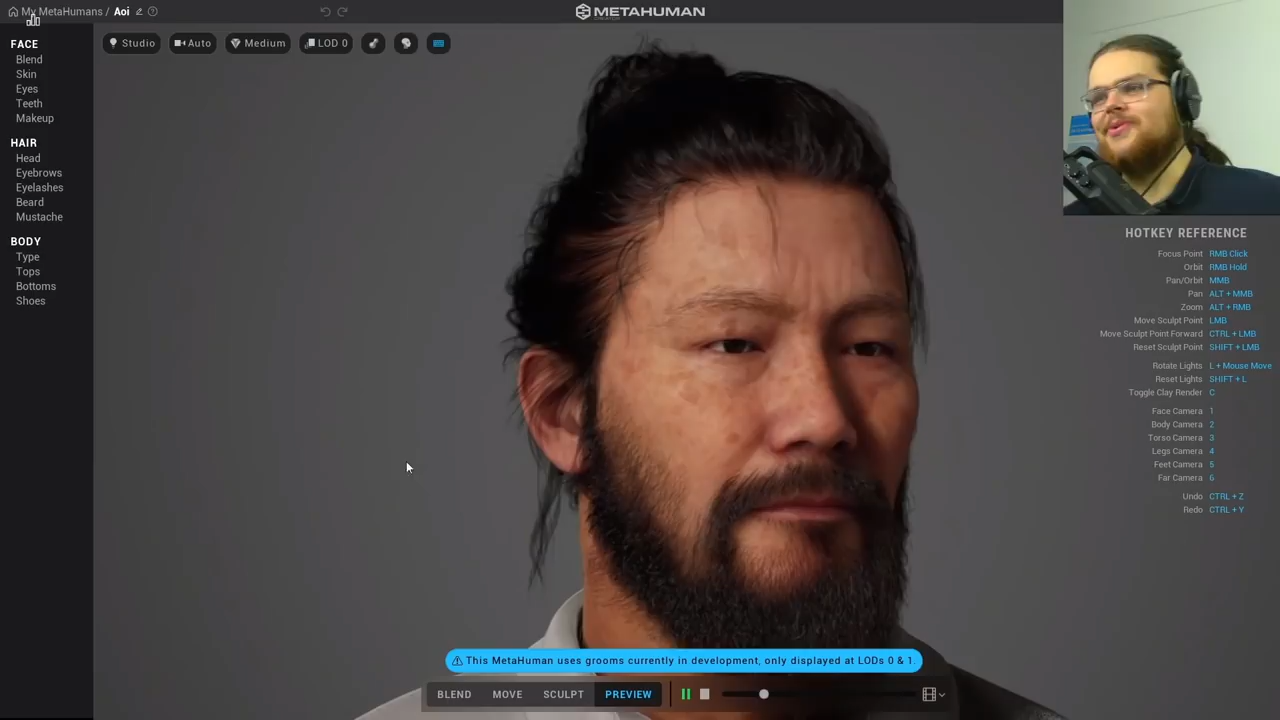 My MetaHumans / Aoi
METAHUMAN
CREATOR
Studio
Auto
Medium
LOD 0
FACE
Blend
Skin
Eyes
Teeth
Makeup
HAIR
Head
Eyebrows
Eyelashes
Beard
Mustache
BODY
Type
Tops
Bottoms
Shoes
HOTKEY REFERENCE
Focus Point RMB Click
Orbit RMB Hold
Pan/Orbit MMB
Pan ALT + MMB
Zoom ALT + RMB
Move Sculpt Point LMB
Move Sculpt Point Forward CTRL + LMB
Reset Sculpt Point SHIFT + LMB
Rotate Lights L + Mouse Move
Reset Lights SHIFT + L
Toggle Clay Render C
Face Camera 1
Body Camera 2
Torso Camera 3
Legs Camera 4
Feet Camera 5
Far Camera 6
Undo CTRL + Z
Redo CTRL + Y
This MetaHuman uses grooms currently in development, only displayed at LODs 0 & 1.
BLEND MOVE SCULPT PREVIEW